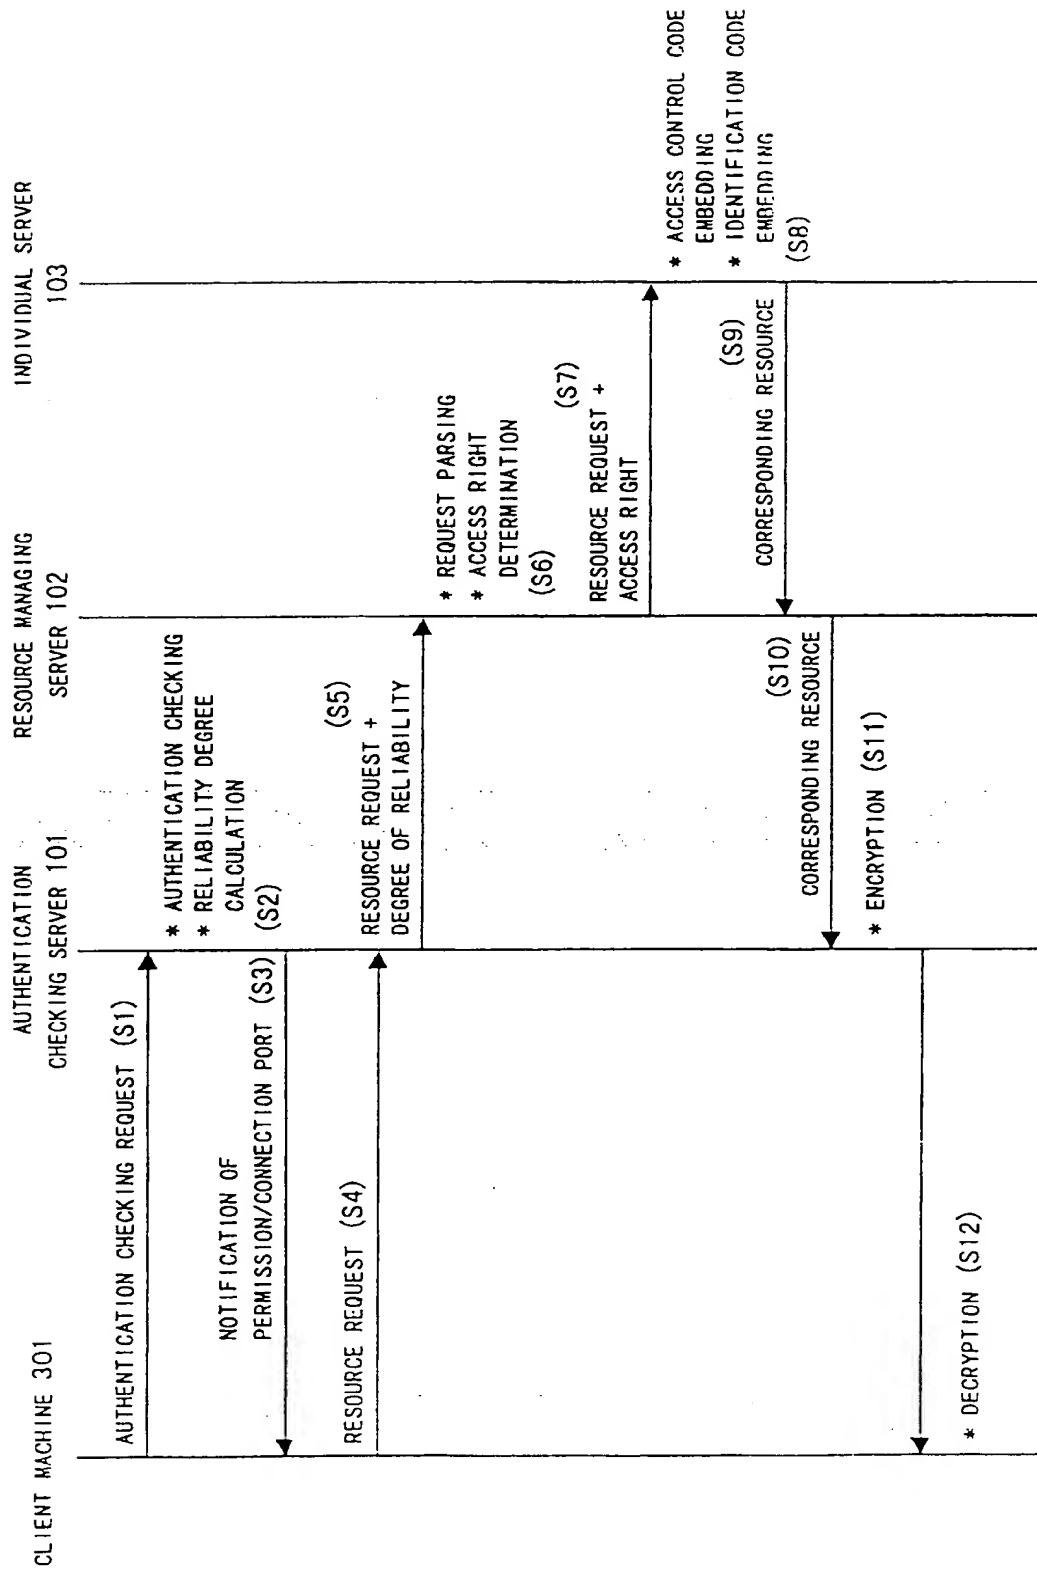 CLIENT MACHINE 301
AUTHENTICATION
CHECKING SERVER 101
RESOURCE MANAGING
SERVER 102
INDIVIDUAL SERVER
103
AUTHENTICATION CHECKING REQUEST (S1)
* AUTHENTICATION CHECKING
* RELIABILITY DEGREE
CALCULATION
(S2)
NOTIFICATION OF
PERMISSION/CONNECTION PORT (S3)
RESOURCE REQUEST (S4)
(S5)
RESOURCE REQUEST +
DEGREE OF RELIABILITY
* REQUEST PARSING
* ACCESS RIGHT
DETERMINATION
(S6)
(S7)
RESOURCE REQUEST +
ACCESS RIGHT
* ACCESS CONTROL CODE
EMBEDDING
* IDENTIFICATION CODE
EMBEDDING
(S8)
(S9)
CORRESPONDING RESOURCE
(S10)
CORRESPONDING RESOURCE
* ENCRYPTION (S11)
* DECRYPTION (S12)